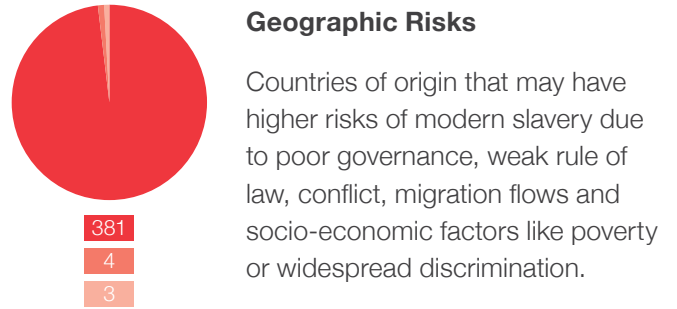 Geographic Risks
Countries of origin that may have
higher risks of modern slavery due
to poor governance, weak rule of
law, conflict, migration flows and
socio-economic factors like poverty
or widespread discrimination.
381
4
3